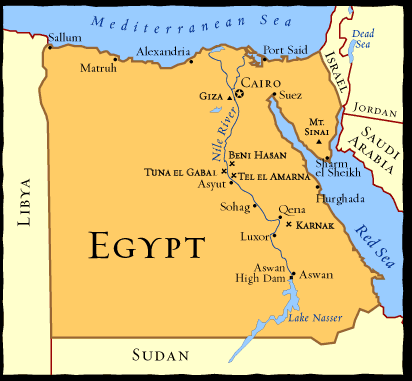 Mediterranean Sea
Sallum
Matruh
Alexandria
Port Said
Dead
Sea
ISRAEL
JORDAN
SAUDI
ARABIA
CAIRO
GIZA
Suez
MT.
SINAI
Nile River
BENI HASAN
TUNA EL GABAL
TEL EL AMARNA
Asyut
Sharm
el Sheikh
Hurghada
Sohag
Qena
KARNAK
Luxor
Red Sea
LIBYA
EGYPT
Aswan
High Dam
Aswan
Lake Nasser
SUDAN